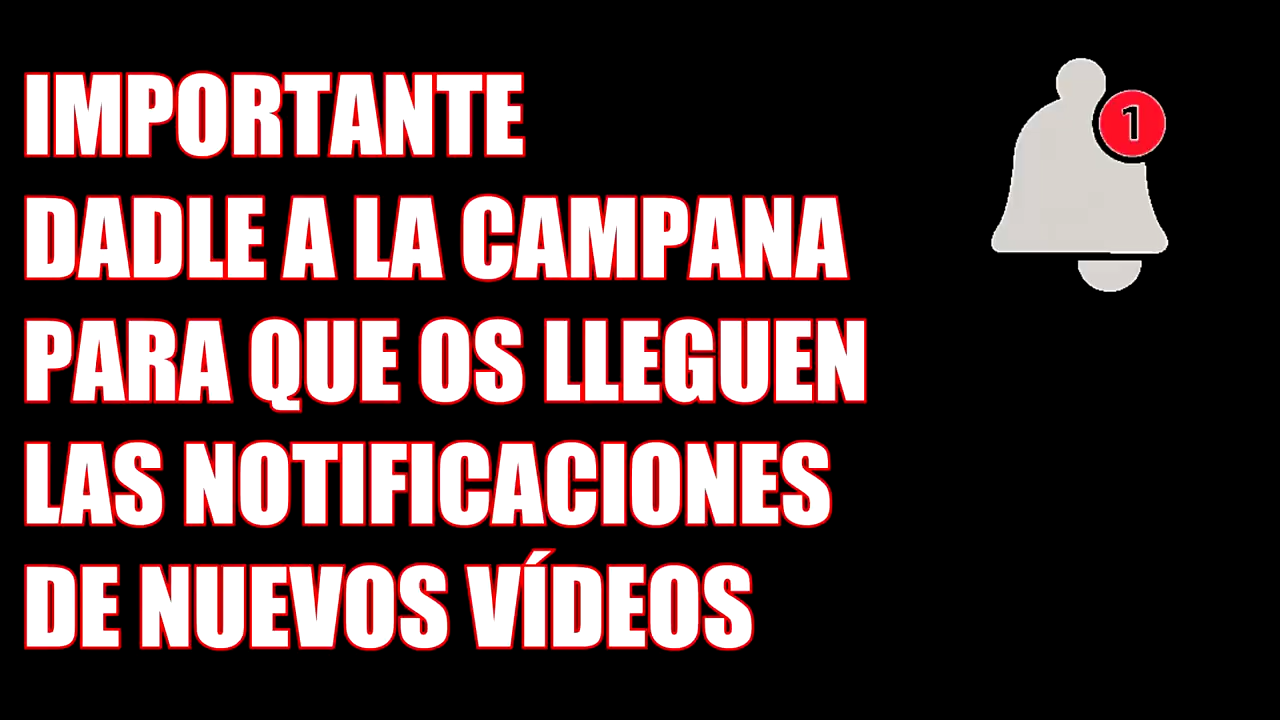 IMPORTANTE
DADLE A LA CAMPANA
PARA QUE OS LLEGUEN
LAS NOTIFICACIONES
DE NUEVOS VÍDEOS
1